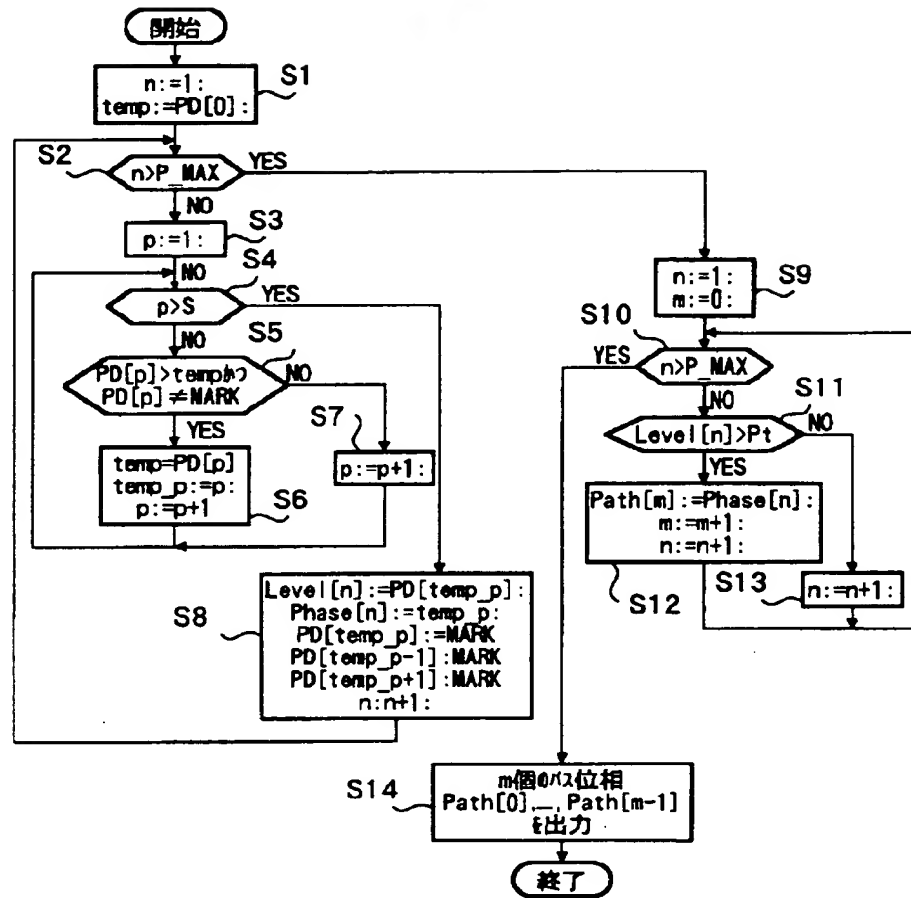 開始
n:=1:
temp:=PD[0]:
S1
S2
n>P_MAX
YES
NO
p:=1:
S3
NO
S4
p>S
YES
NO
S5
PD[p]>tempかつ
PD[p]≠MARK
NO
YES
S7
p:=p+1:
temp=PD[p]
temp_p:=p:
p:=p+1
S6
S8
Level[n]:=PD[temp_p]:
Phase[n]:=temp_p:
PD[temp_p]:=MARK
PD[temp_p-1]:MARK
PD[temp_p+1]:MARK
n:n+1:
n:=1:
m:=0:
S9
S10
YES
n>P_MAX
NO
S11
Level[n]>Pt
NO
YES
Path[m]:=Phase[n]:
m:=m+1:
n:=n+1:
S12
S13
n:=n+1:
S14
m個のパス位相
Path[0],…,Path[m-1]
を出力
終了